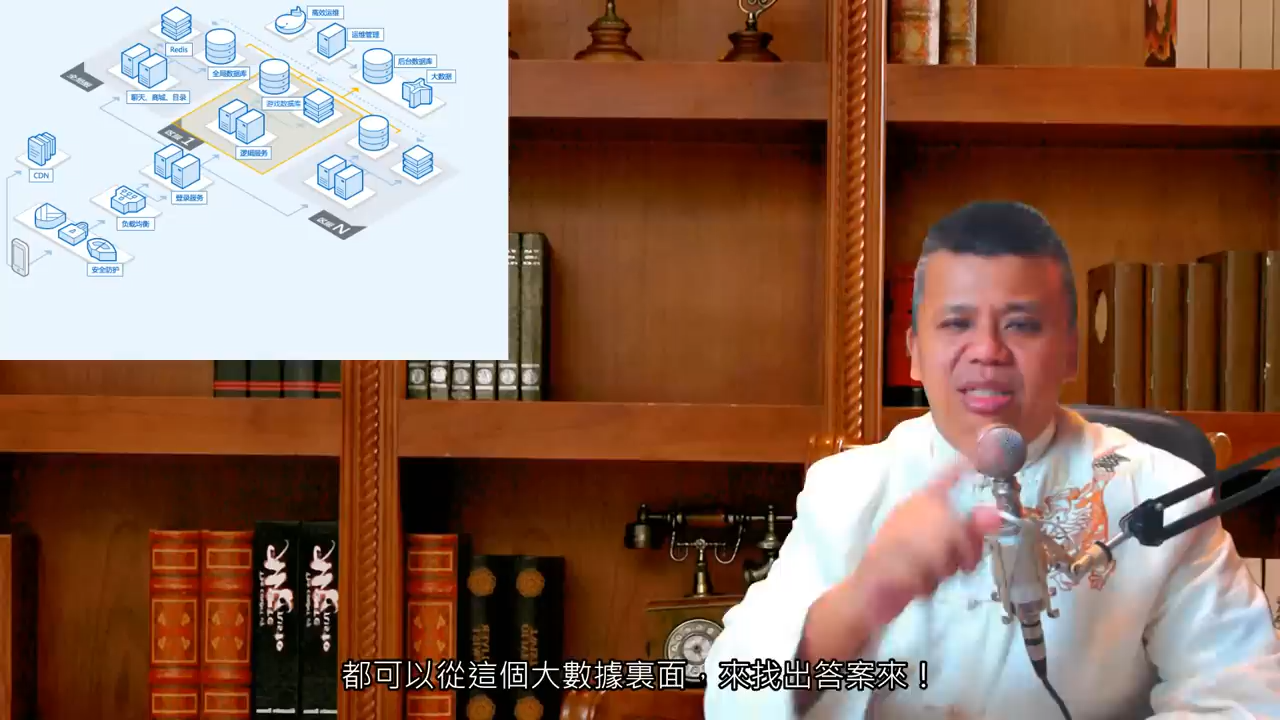 高效运维
运维管理
Redis
全局数据库
后台数据库
大数据
聊天、商城、目录
游戏数据库
逻辑服务
CDN
登录服务
负载均衡
安全防护
都可以從這個大數據裏面，來找出答案來！